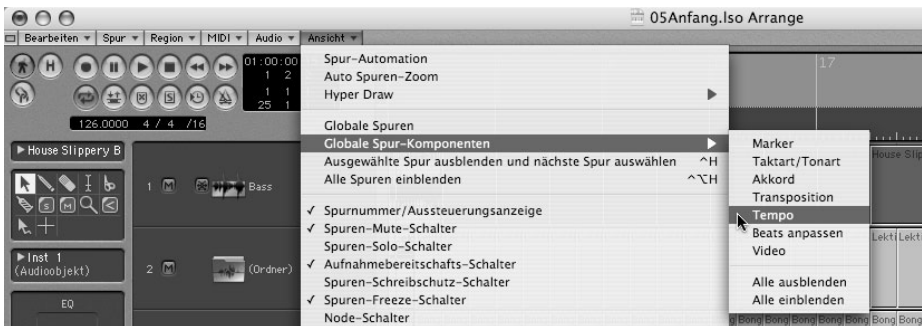 05Anfang.lso Arrange
Bearbeiten Spur Region MIDI Audio Ansicht
01:00:00
1 2
1 1
25 1
126.0000 4 / 4 /16
House Slippery B
1 M Bass
Inst 1
(Audioobjekt)
2 M (Ordner)
EQ
Spur-Automation
Auto Spuren-Zoom
Hyper Draw
Globale Spuren
Globale Spur-Komponenten
Ausgewählte Spur ausblenden und nächste Spur auswählen ^H
Alle Spuren einblenden ^⌥H
✓ Spurnummer/Aussteuerungsanzeige
✓ Spuren-Mute-Schalter
Spuren-Solo-Schalter
✓ Aufnahmebereitschafts-Schalter
Spuren-Schreibschutz-Schalter
✓ Spuren-Freeze-Schalter
Node-Schalter
Marker
Taktart/Tonart
Akkord
Transposition
Tempo
Beats anpassen
Video
Alle ausblenden
Alle einblenden
17
House Slip
Lekti Lekt
Bong Bong Bong Bong Bong Bong Bong